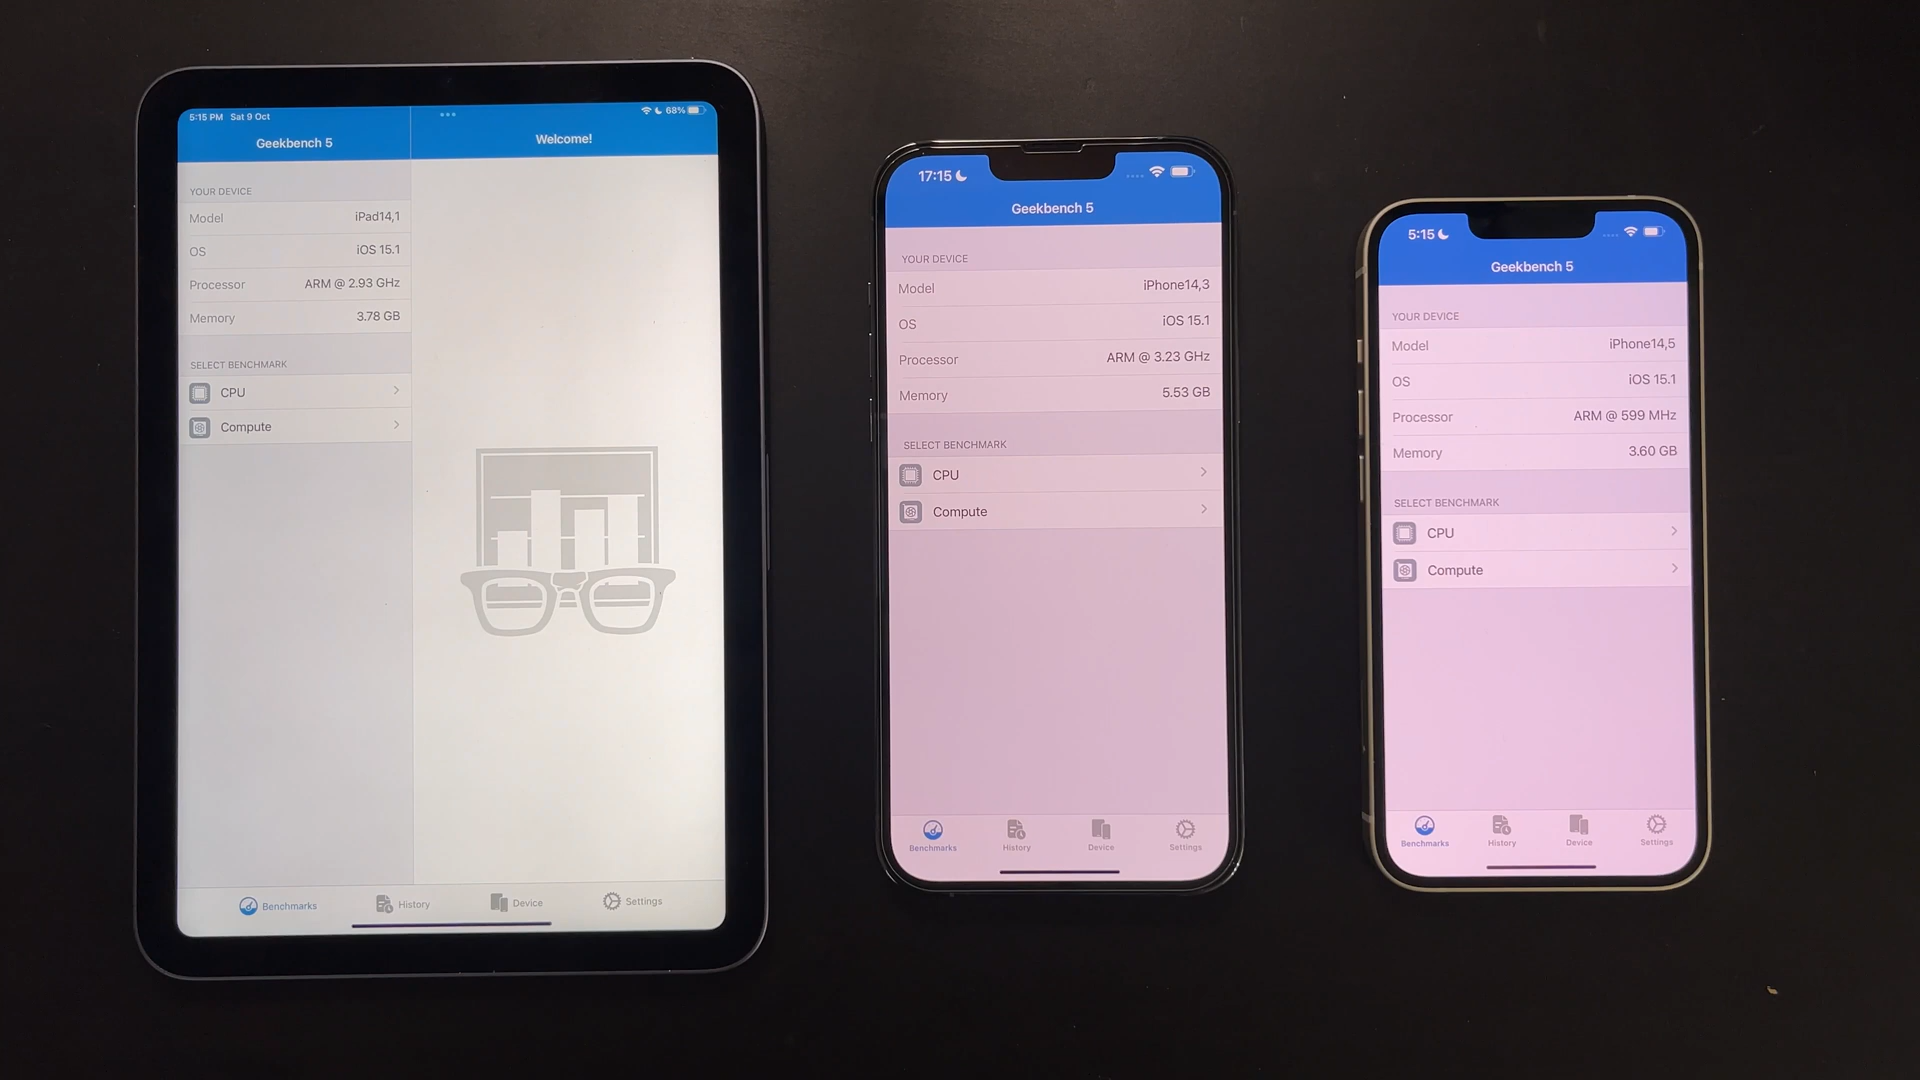 5:15 PM Sat 9 Oct
68%
Geekbench 5
Welcome!
YOUR DEVICE
Model iPad14,1
OS iOS 15.1
Processor ARM @ 2.93 GHz
Memory 3.78 GB
SELECT BENCHMARK
CPU
Compute
Benchmarks
History
Device
Settings
17:15
Geekbench 5
YOUR DEVICE
Model iPhone14,3
OS iOS 15.1
Processor ARM @ 3.23 GHz
Memory 5.53 GB
SELECT BENCHMARK
CPU
Compute
Benchmarks
History
Device
Settings
5:15
Geekbench 5
YOUR DEVICE
Model iPhone14,5
OS iOS 15.1
Processor ARM @ 599 MHz
Memory 3.60 GB
SELECT BENCHMARK
CPU
Compute
Benchmarks
History
Device
Settings